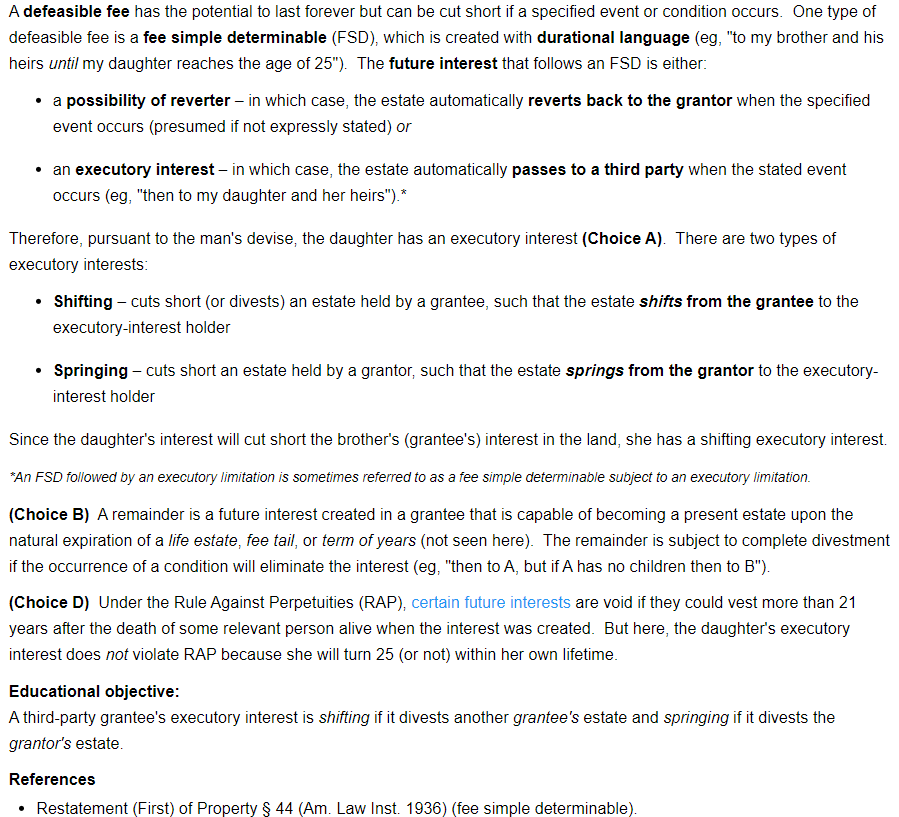 A defeasible fee has the potential to last forever but can be cut short if a specified event or condition occurs.  One type of
defeasible fee is a fee simple determinable (FSD), which is created with durational language (eg, "to my brother and his
heirs until my daughter reaches the age of 25").  The future interest that follows an FSD is either:
• a possibility of reverter – in which case, the estate automatically reverts back to the grantor when the specified
event occurs (presumed if not expressly stated) or
• an executory interest – in which case, the estate automatically passes to a third party when the stated event
occurs (eg, "then to my daughter and her heirs").*
Therefore, pursuant to the man's devise, the daughter has an executory interest (Choice A).  There are two types of
executory interests:
• Shifting – cuts short (or divests) an estate held by a grantee, such that the estate shifts from the grantee to the
executory-interest holder
• Springing – cuts short an estate held by a grantor, such that the estate springs from the grantor to the executory-
interest holder
Since the daughter's interest will cut short the brother's (grantee's) interest in the land, she has a shifting executory interest.
*An FSD followed by an executory limitation is sometimes referred to as a fee simple determinable subject to an executory limitation.
(Choice B)  A remainder is a future interest created in a grantee that is capable of becoming a present estate upon the
natural expiration of a life estate, fee tail, or term of years (not seen here).  The remainder is subject to complete divestment
if the occurrence of a condition will eliminate the interest (eg, "then to A, but if A has no children then to B").
(Choice D)  Under the Rule Against Perpetuities (RAP), certain future interests are void if they could vest more than 21
years after the death of some relevant person alive when the interest was created.  But here, the daughter's executory
interest does not violate RAP because she will turn 25 (or not) within her own lifetime.
Educational objective:
A third-party grantee's executory interest is shifting if it divests another grantee's estate and springing if it divests the
grantor's estate.
References
• Restatement (First) of Property § 44 (Am. Law Inst. 1936) (fee simple determinable).